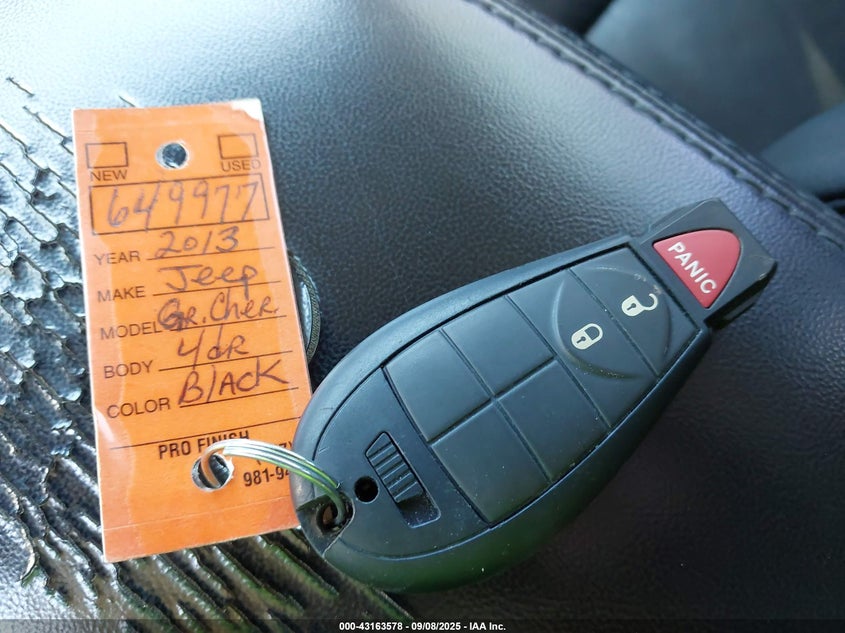 NEW USED
649977
YEAR 2013
MAKE Jeep
MODEL Gr. Cher.
BODY 4dR
COLOR BlACK
PRO FINISH
981-94
PANIC
000-43163578 - 09/08/2025 - IAA Inc.